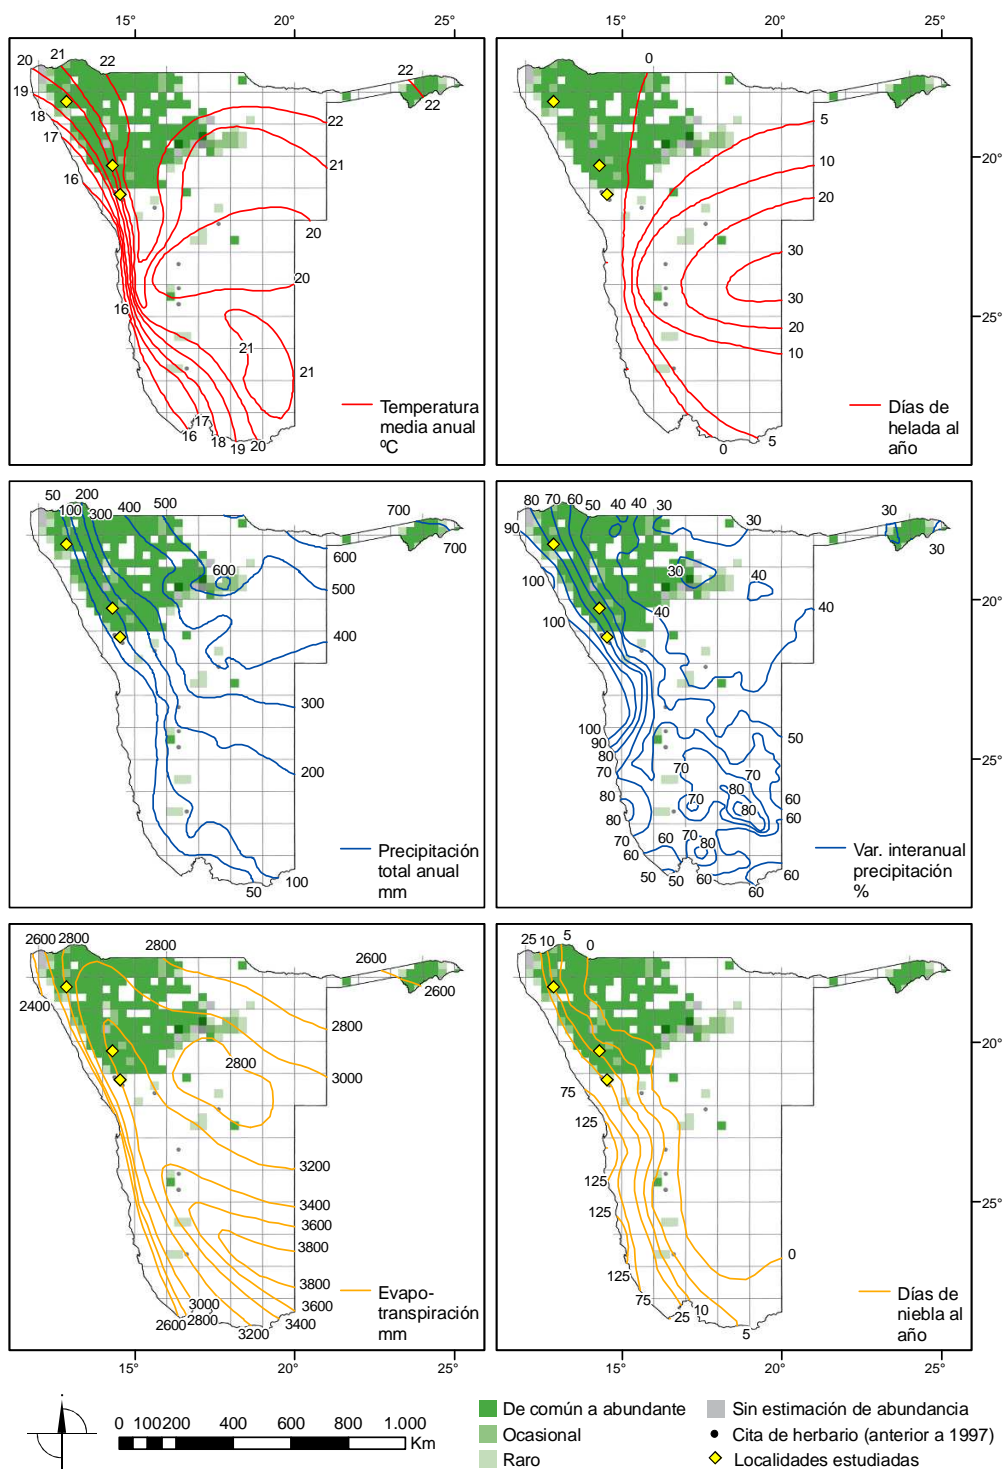 15° 20° 25°
20 21 22 22
19 22
18
17
16
22
21
20
20
16
21
21
17
16 18 19 20
Temperatura
media anual
ºC
0
5
10
20
30
30
20
10
0 5
Días de
helada al
año
20°
25°
50 200 400 500
100 300
700
700
600
600
500
400
300
200
100
50
Precipitación
total anual
mm
80 70 60 50 40 40 30
90
30
30
30
100
30
40
40
40
100
100
90
80
70
50
70 70
80
80 70 80
60
60
70
60 60 70 80
50 50 60 60 60
Var. interanual
precipitación
%
20°
25°
2600 2800 2800
2600
2600
2400
2800
2800
3000
3200
3400
3600
3800
3800
3600
3400
3000
2600 2800
3200
Evapo-
transpiración
mm
25 10 5 0
75
125
125
125
125
75
25 10
5
0
Días de
niebla al
año
20°
25°
15° 20° 25°
15° 20° 25°
0 100 200 400 600 800 1.000
Km
De común a abundante
Ocasional
Raro
Sin estimación de abundancia
Cita de herbario (anterior a 1997)
Localidades estudiadas